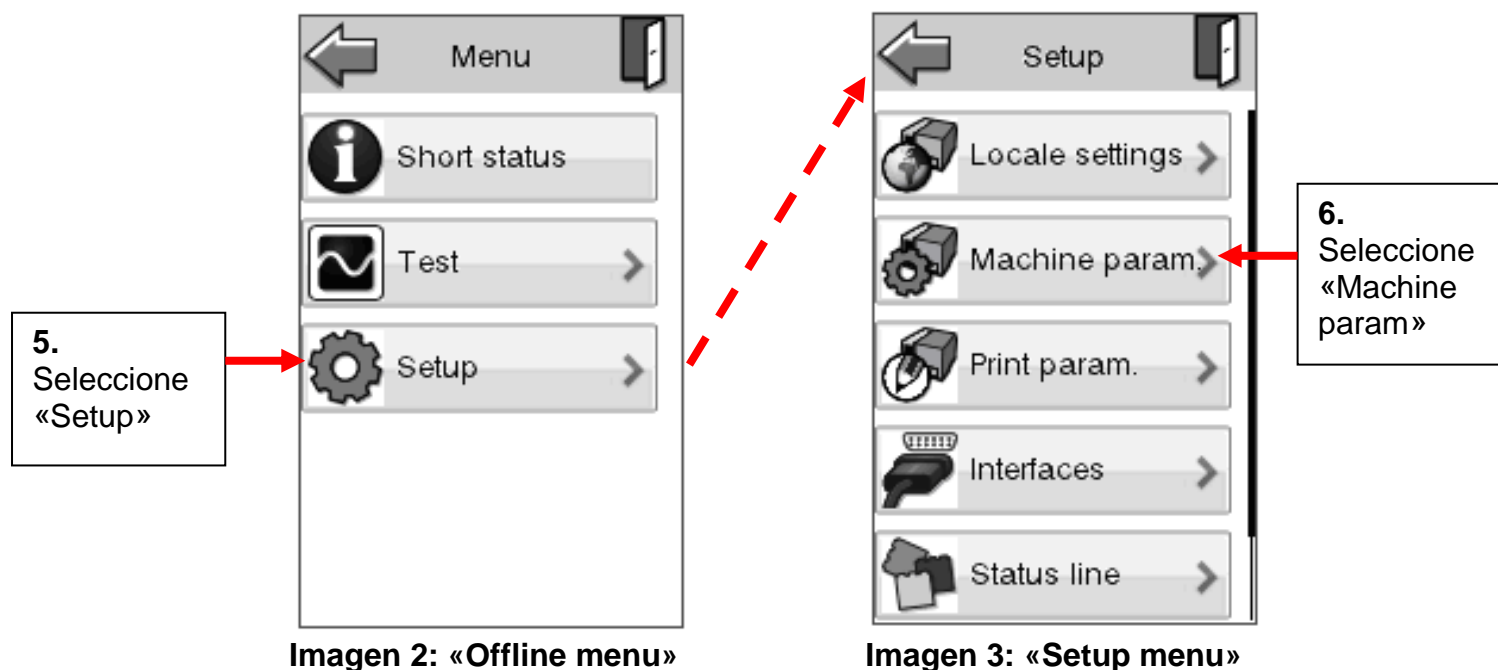 Menu
Short status
Test
Setup
5.
Seleccione
«Setup»
Imagen 2: «Offline menu»
Setup
Locale settings
Machine param.
Print param.
Interfaces
Status line
6.
Seleccione
«Machine
param»
Imagen 3: «Setup menu»